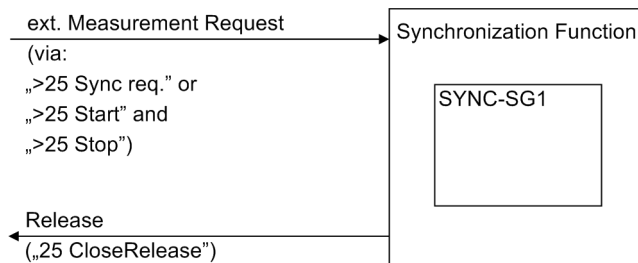 ext. Measurement Request
(via:
„>25 Sync req.” or
„>25 Start” and
„>25 Stop”)
Synchronization Function
SYNC-SG1
Release
(„25 CloseRelease”)